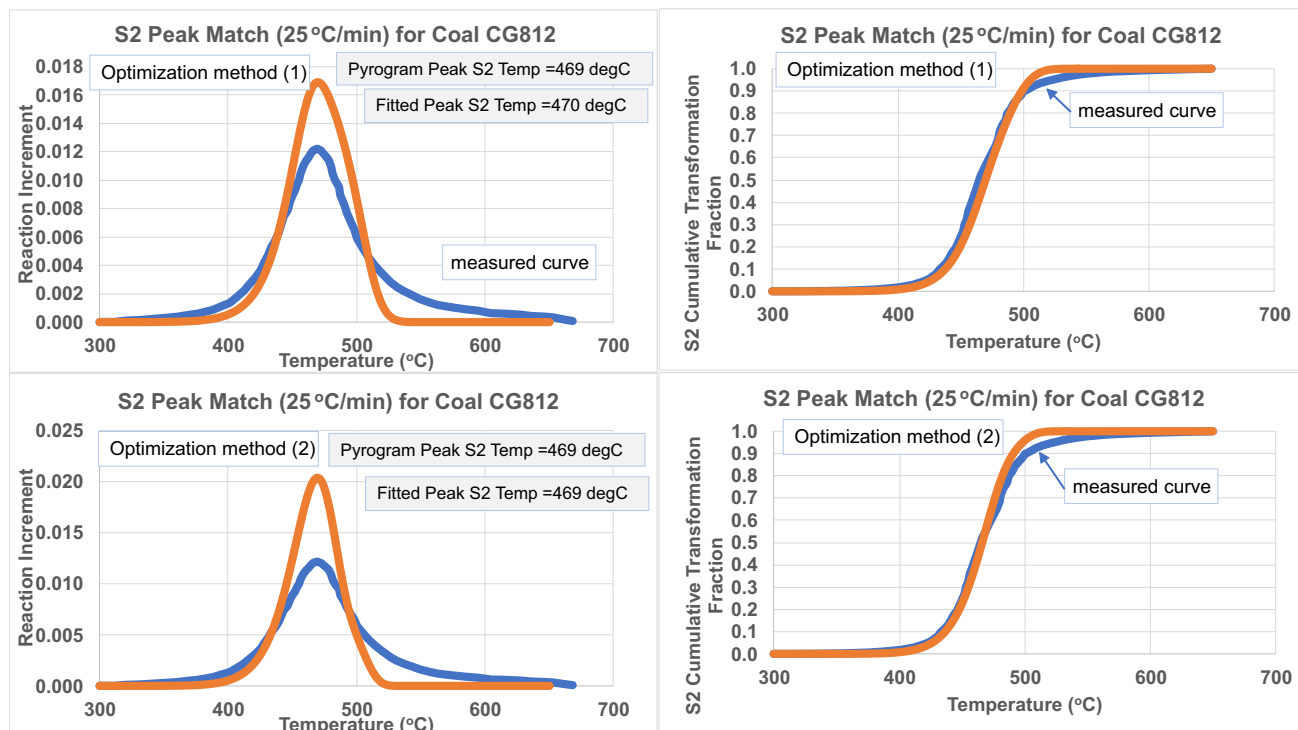 S2 Peak Match (25 °C/min) for Coal CG812
Optimization method (1)
Pyrogram Peak S2 Temp =469 degC
Fitted Peak S2 Temp =470 degC
measured curve
Reaction Increment
0.018
0.016
0.014
0.012
0.010
0.008
0.006
0.004
0.002
0.000
300 400 500 600 700
Temperature (°C)
S2 Peak Match (25 °C/min) for Coal CG812
Optimization method (1)
measured curve
S2 Cumulative Transformation
Fraction
1.0
0.9
0.8
0.7
0.6
0.5
0.4
0.3
0.2
0.1
0.0
300 400 500 600 700
Temperature (°C)
S2 Peak Match (25 °C/min) for Coal CG812
Optimization method (2)
Pyrogram Peak S2 Temp =469 degC
Fitted Peak S2 Temp =469 degC
Reaction Increment
0.025
0.020
0.015
0.010
0.005
0.000
300 400 500 600 700
Temperature (°C)
S2 Peak Match (25 °C/min) for Coal CG812
Optimization method (2)
measured curve
S2 Cumulative Transformation
Fraction
1.0
0.9
0.8
0.7
0.6
0.5
0.4
0.3
0.2
0.1
0.0
300 400 500 600 700
Temperature (°C)